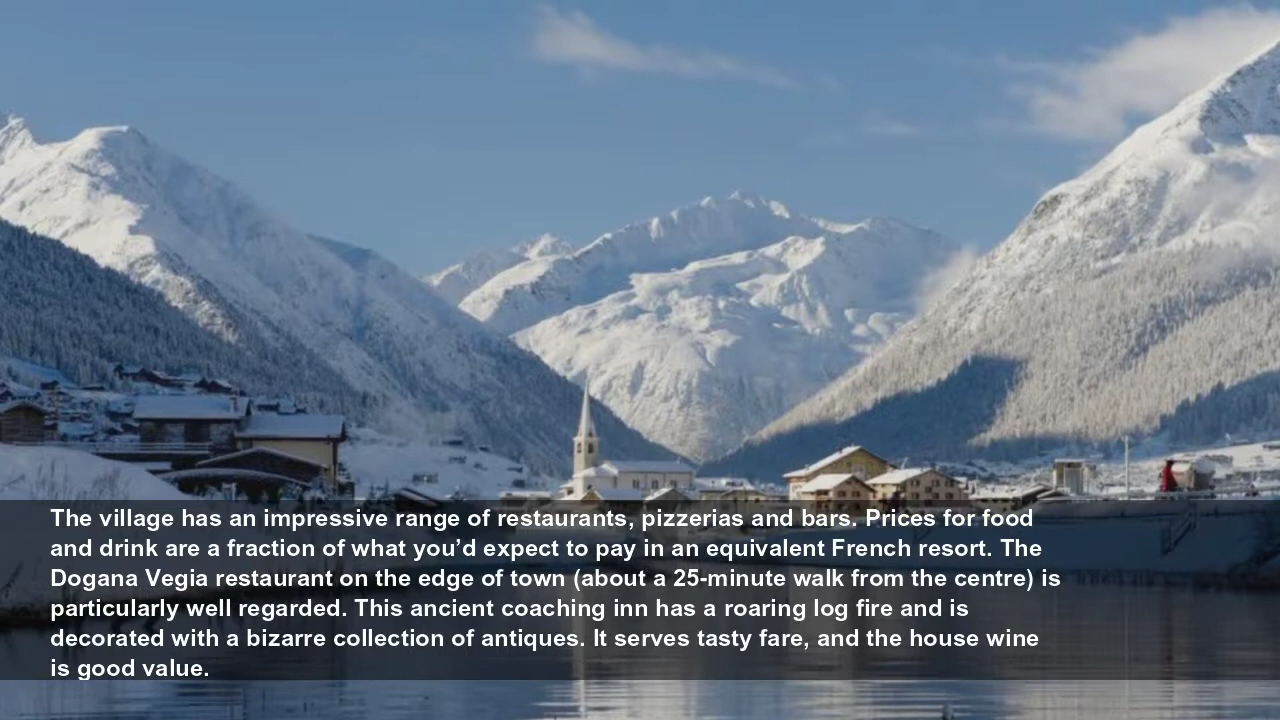 The village has an impressive range of restaurants, pizzerias and bars. Prices for food
and drink are a fraction of what you’d expect to pay in an equivalent French resort. The
Dogana Vegia restaurant on the edge of town (about a 25-minute walk from the centre) is
particularly well regarded. This ancient coaching inn has a roaring log fire and is
decorated with a bizarre collection of antiques. It serves tasty fare, and the house wine
is good value.